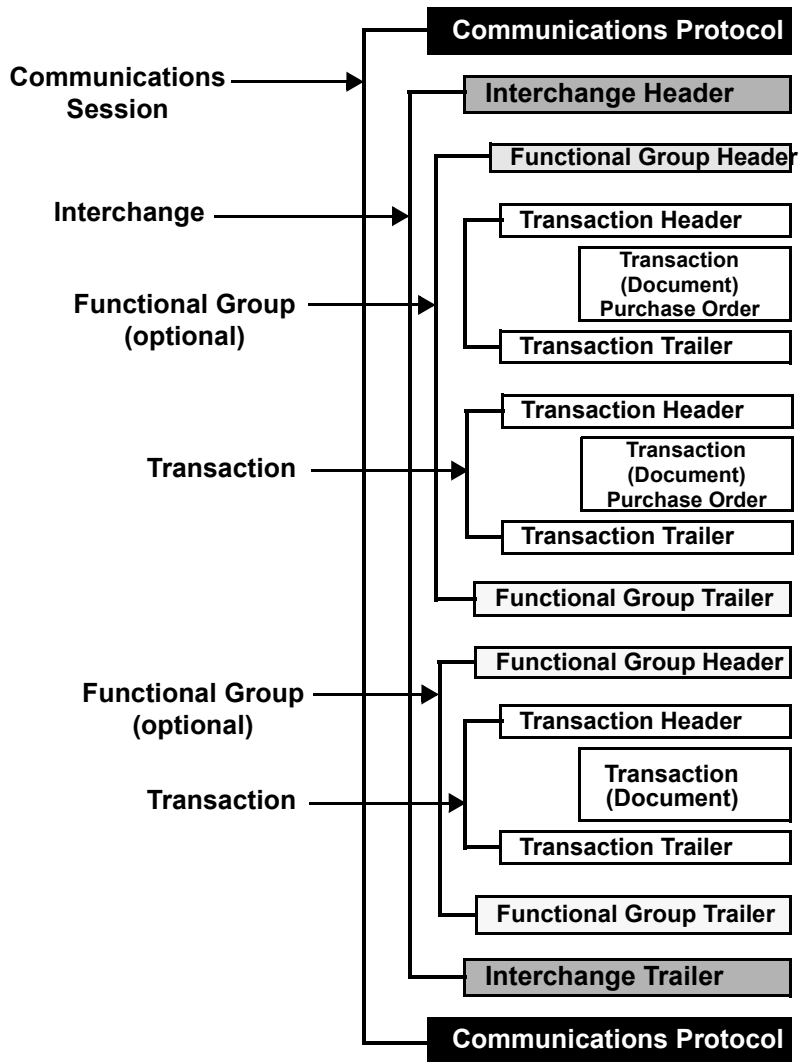 Communications Protocol
Communications
Session
Interchange Header
Functional Group Header
Interchange
Transaction Header
Transaction
(Document)
Purchase Order
Functional Group
(optional)
Transaction Trailer
Transaction Header
Transaction
Transaction
(Document)
Purchase Order
Transaction Trailer
Functional Group Trailer
Functional Group Header
Functional Group
(optional)
Transaction Header
Transaction
Transaction
(Document)
Transaction Trailer
Functional Group Trailer
Interchange Trailer
Communications Protocol